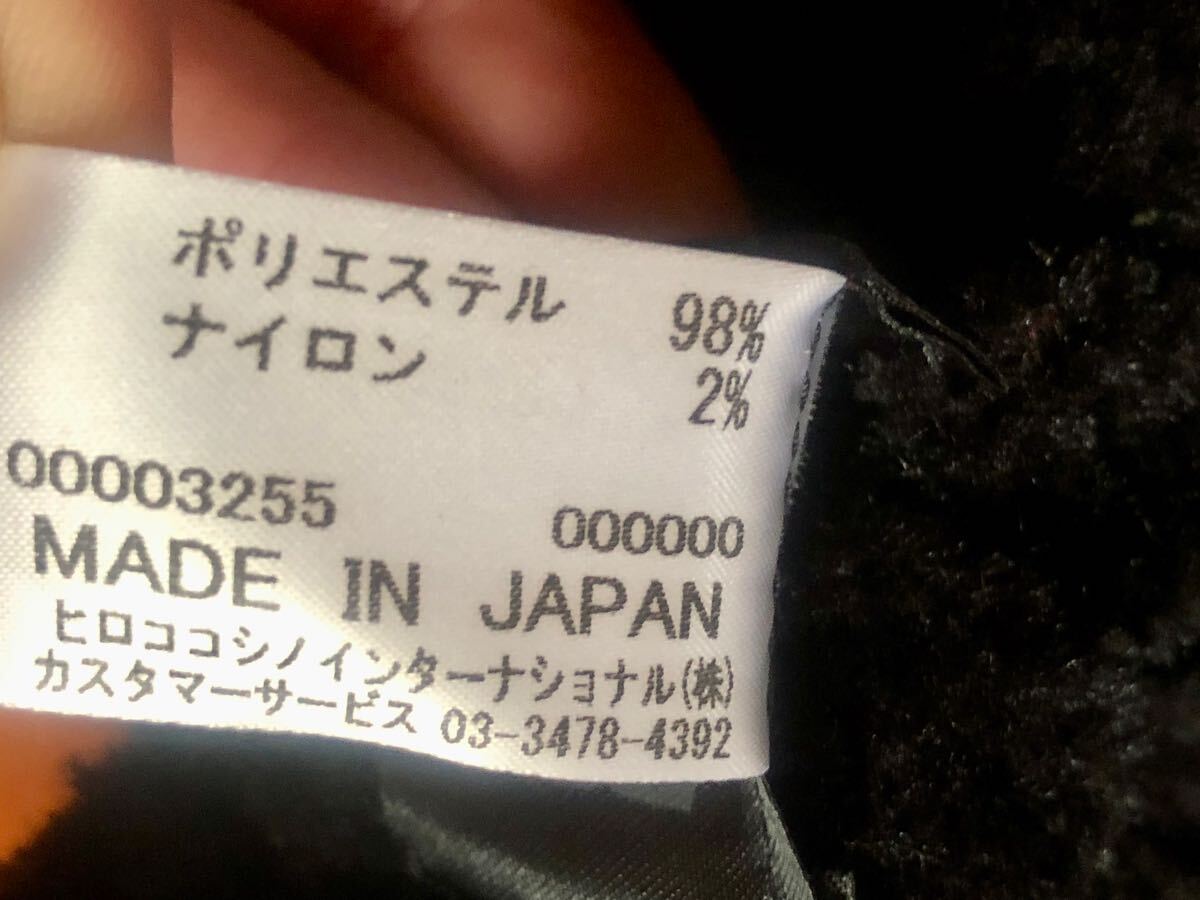 ポリエステル 98%
ナイロン 2%
00003255 000000
MADE IN JAPAN
ヒロココシノインターナショナル(株)
カスタマーサービス 03-3478-4392